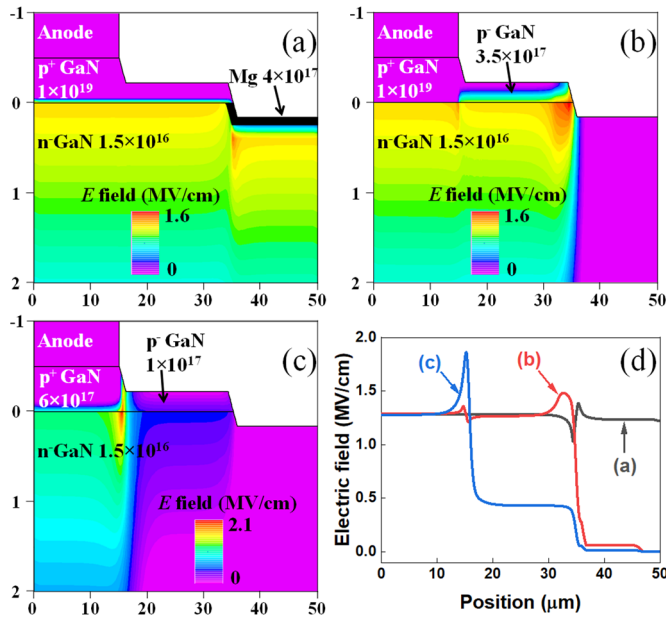 -1
0
1
2
Anode
(a)
p⁺ GaN
1×10¹⁹
Mg 4×10¹⁷
n⁻GaN 1.5×10¹⁶
E field (MV/cm)
1.6
0
0 10 20 30 40 50
-1
0
1
2
Anode
(b)
p⁻ GaN
3.5×10¹⁷
p⁺ GaN
1×10¹⁹
n⁻GaN 1.5×10¹⁶
E field (MV/cm)
1.6
0
0 10 20 30 40 50
-1
0
1
2
Anode
(c)
p⁻ GaN
1×10¹⁷
p⁺ GaN
6×10¹⁷
n⁻GaN 1.5×10¹⁶
E field (MV/cm)
2.1
0
0 10 20 30 40 50
Electric field (MV/cm)
2.0
1.5
1.0
0.5
0.0
(d)
(c)
(b)
(a)
0 10 20 30 40 50
Position (μm)